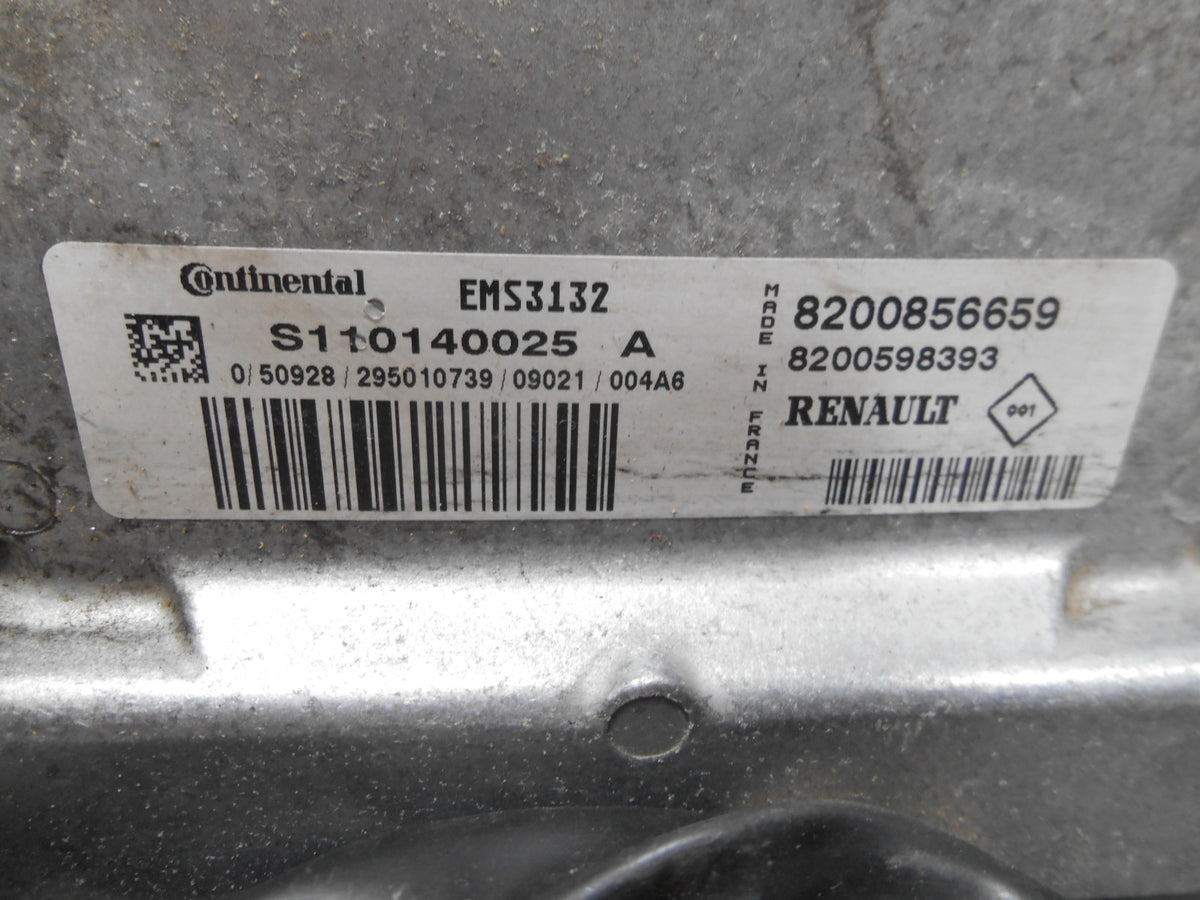 Continental
EMS3132
S110140025 A
0/50928/295010739/09021/004A6
MADE IN FRANCE
8200856659
8200598393
RENAULT
001